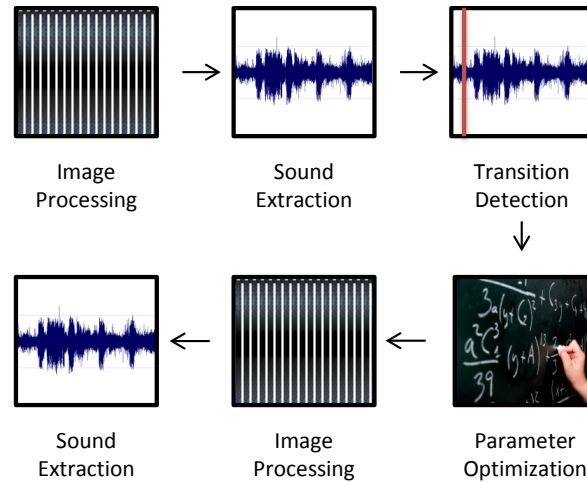 Image
Processing
Sound
Extraction
Transition
Detection
Sound
Extraction
Image
Processing
Parameter
Optimization